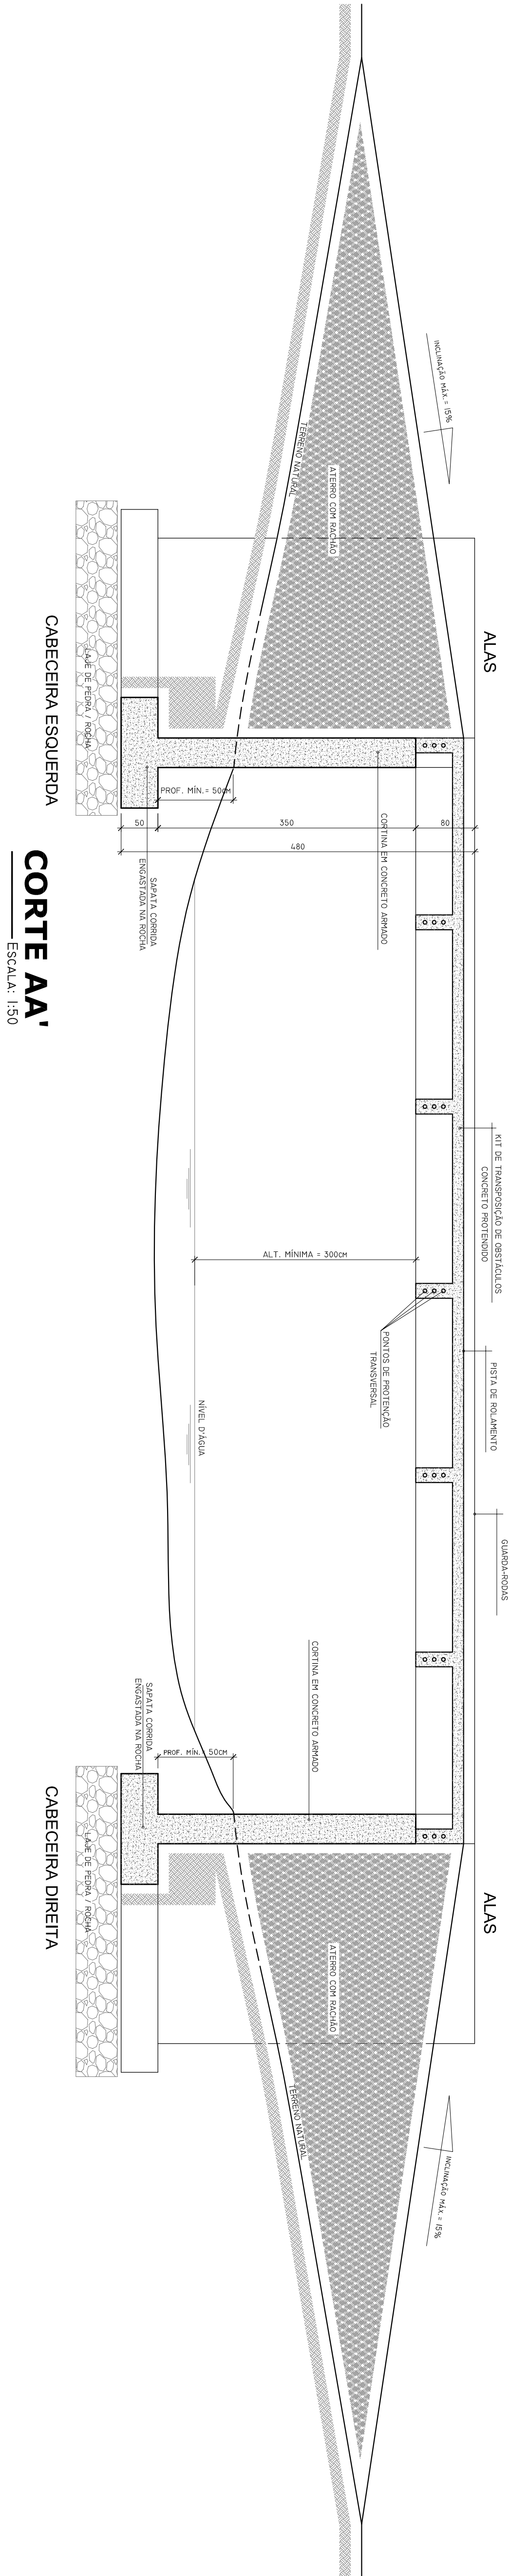 ALAS
ALAS
INCLINAÇÃO MÁX. = 15%
INCLINAÇÃO MÁX. = 15%
KIT DE TRANSPOSIÇÃO DE OBSTÁCULOS
CONCRETO PROTENDIDO
PISTA DE ROLAMENTO
GUARDA-RODAS
TERRENO NATURAL
ATERRO COM RACHÃO
80
CORTINA EM CONCRETO ARMADO
PONTOS DE PROTENÇÃO
TRANSVERSAL
ALT. MÍNIMA = 300CM
350
480
PROF. MÍN.= 50CM
50
NÍVEL D'ÁGUA
CORTINA EM CONCRETO ARMADO
ATERRO COM RACHÃO
TERRENO NATURAL
PROF. MÍN.= 50CM
SAPATA CORRIDA
ENGASTADA NA ROCHA
SAPATA CORRIDA
ENGASTADA NA ROCHA
LAJE DE PEDRA / ROCHA
LAJE DE PEDRA / ROCHA
CABECEIRA ESQUERDA
CABECEIRA DIREITA
CORTE AA'
ESCALA: 1:50